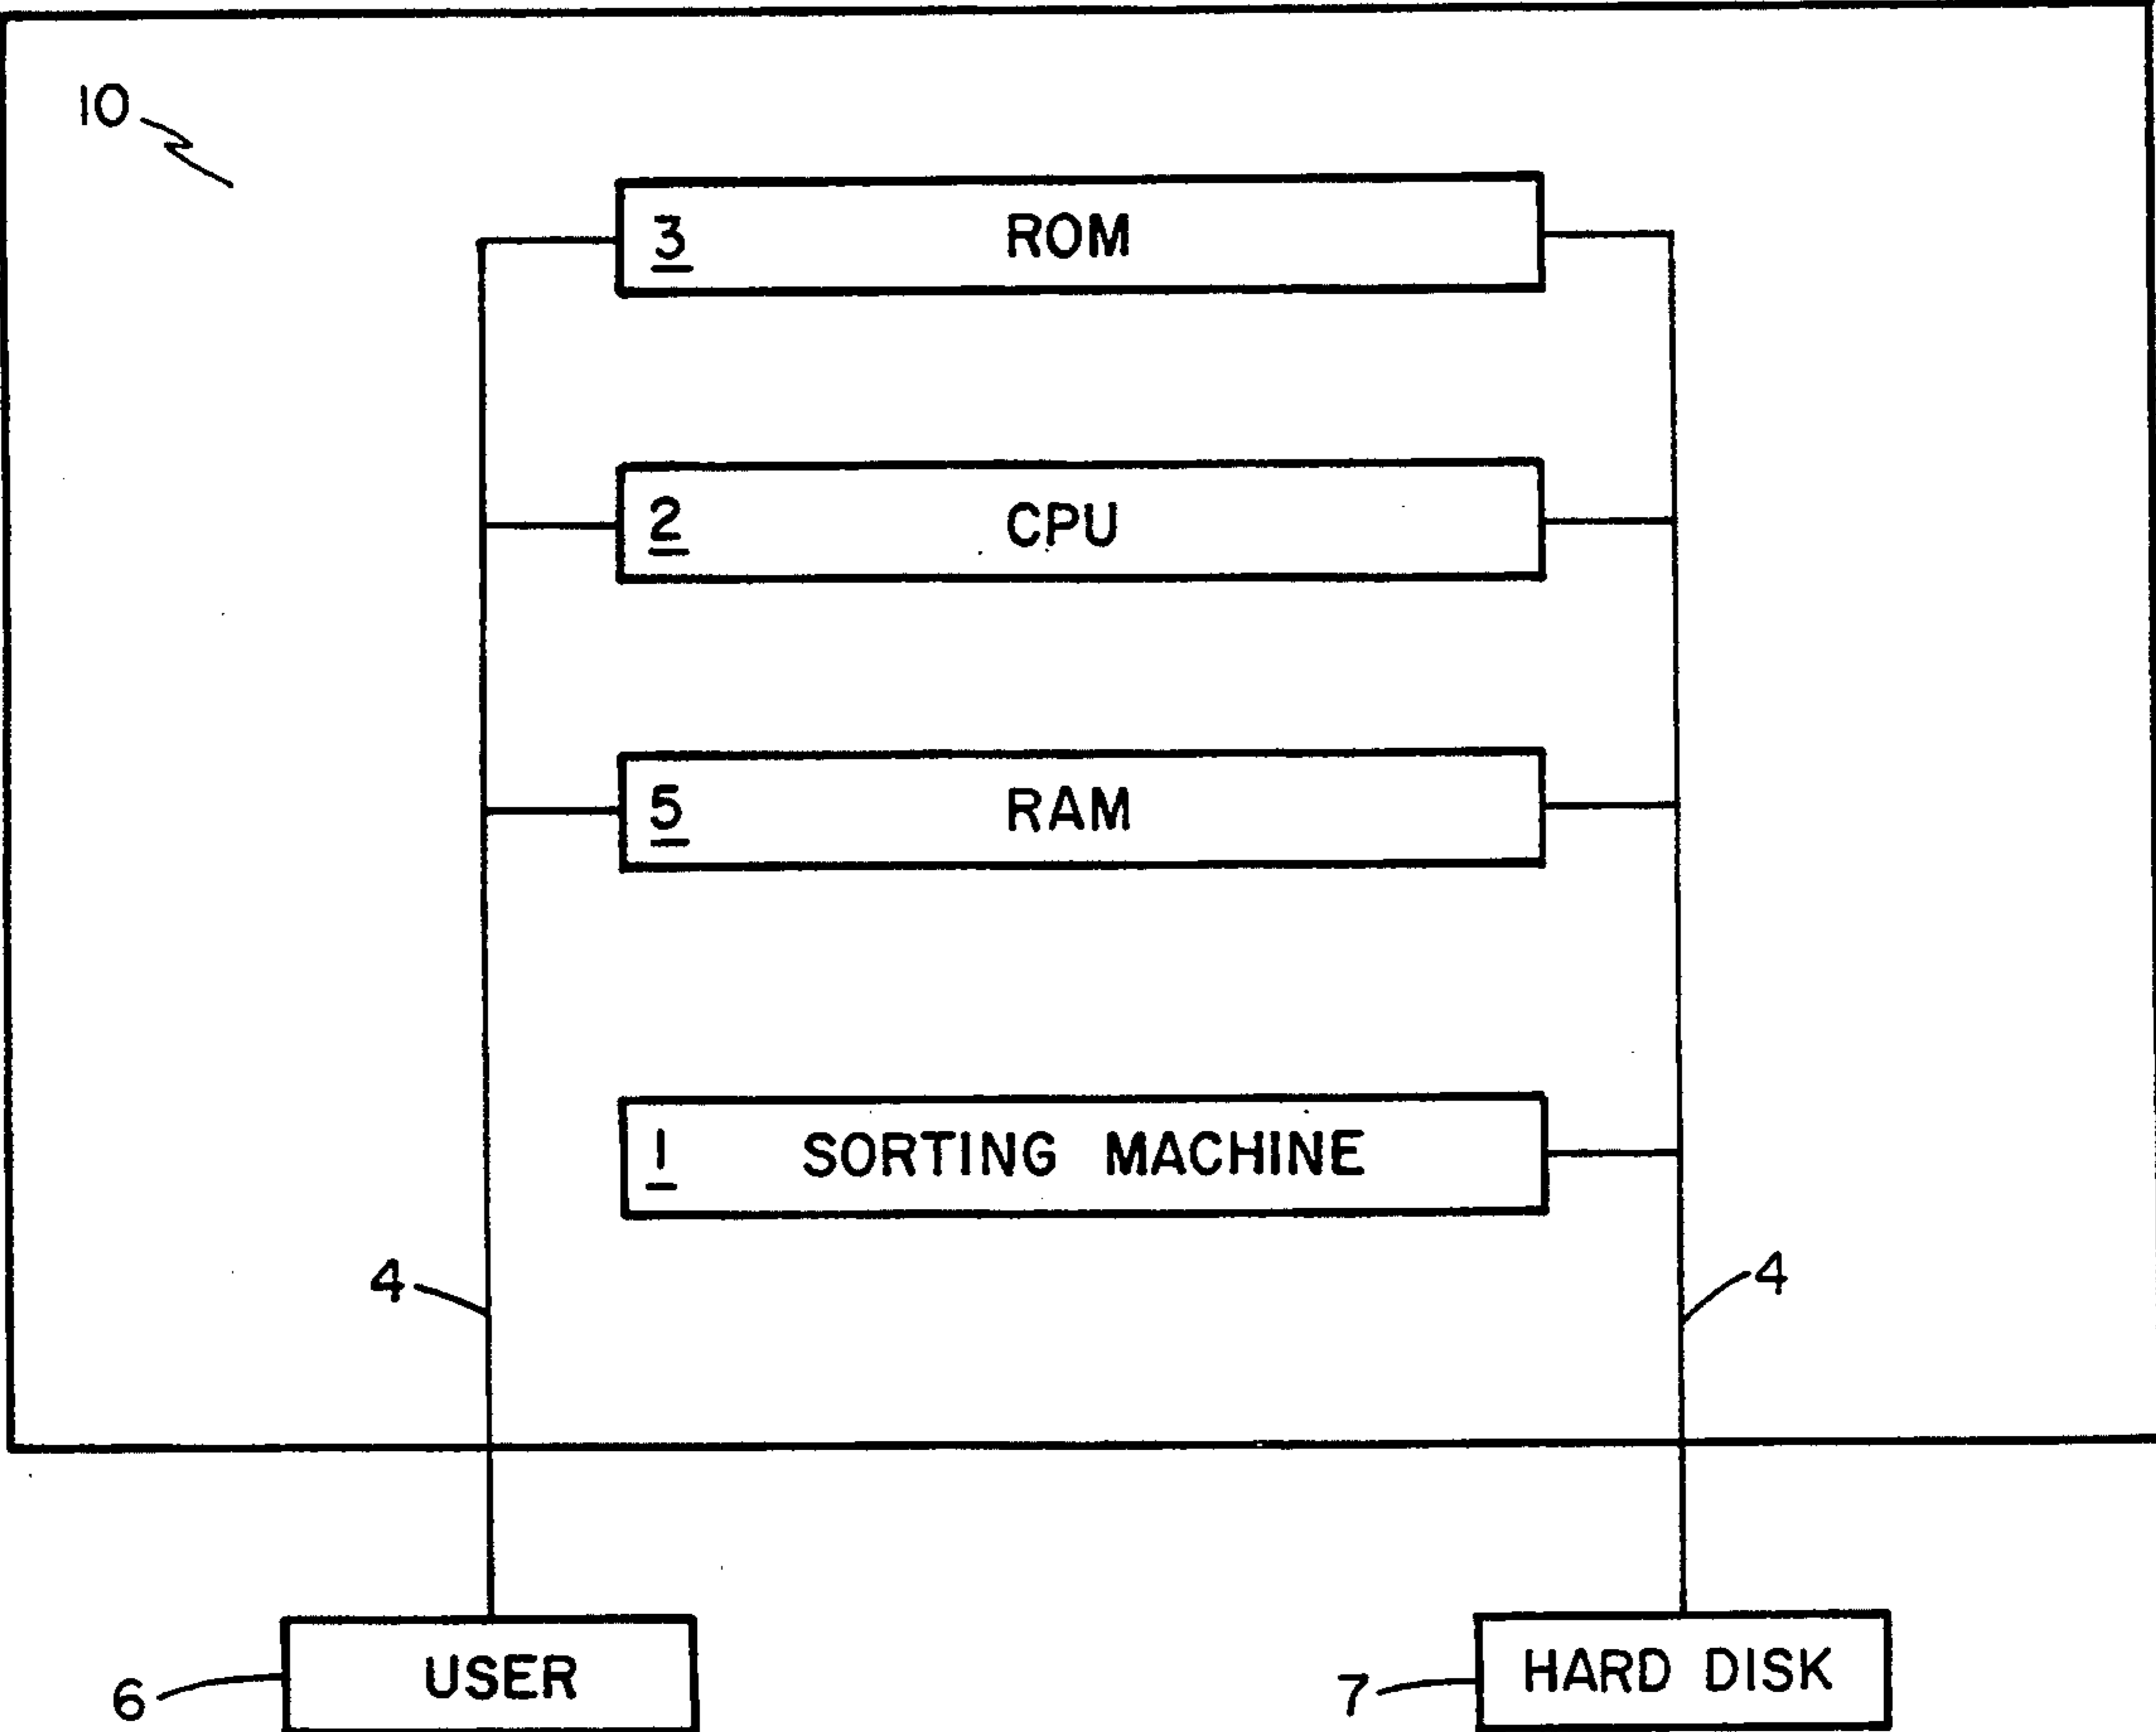 10
3 ROM
2 CPU
5 RAM
1 SORTING MACHINE
4 4
6 USER
7 HARD DISK